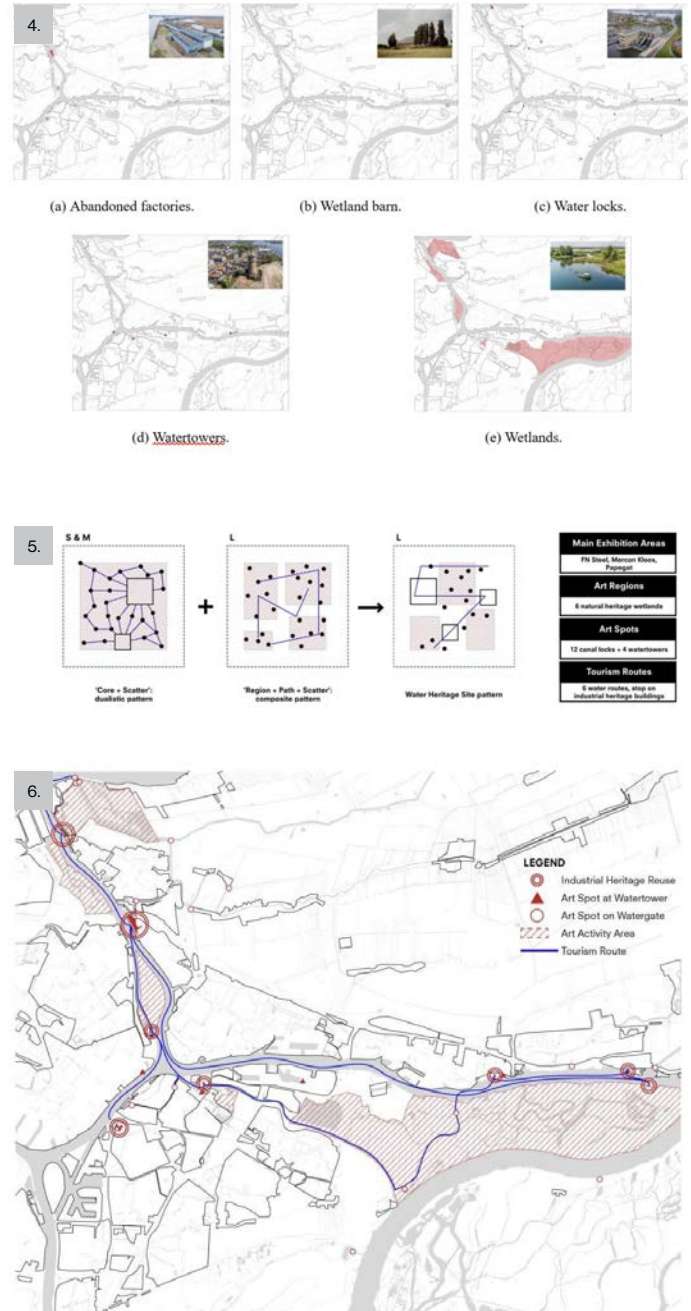 4.
(a) Abandoned factories.
(b) Wetland barn.
(c) Water locks.
(d) Watertowers.
(e) Wetlands.
5.
S & M
L
L
'Core + Scatter':
dualistic pattern
'Region + Path + Scatter':
composite pattern
Water Heritage Site pattern
Main Exhibition Areas
FN Steel, Mercon Kloos,
Papegat
Art Regions
6 natural heritage wetlands
Art Spots
12 canal locks + 4 watertowers
Tourism Routes
6 water routes, stop on
industrial heritage buildings
6.
LEGEND
Industrial Heritage Reuse
Art Spot at Watertower
Art Spot on Watergate
Art Activity Area
Tourism Route